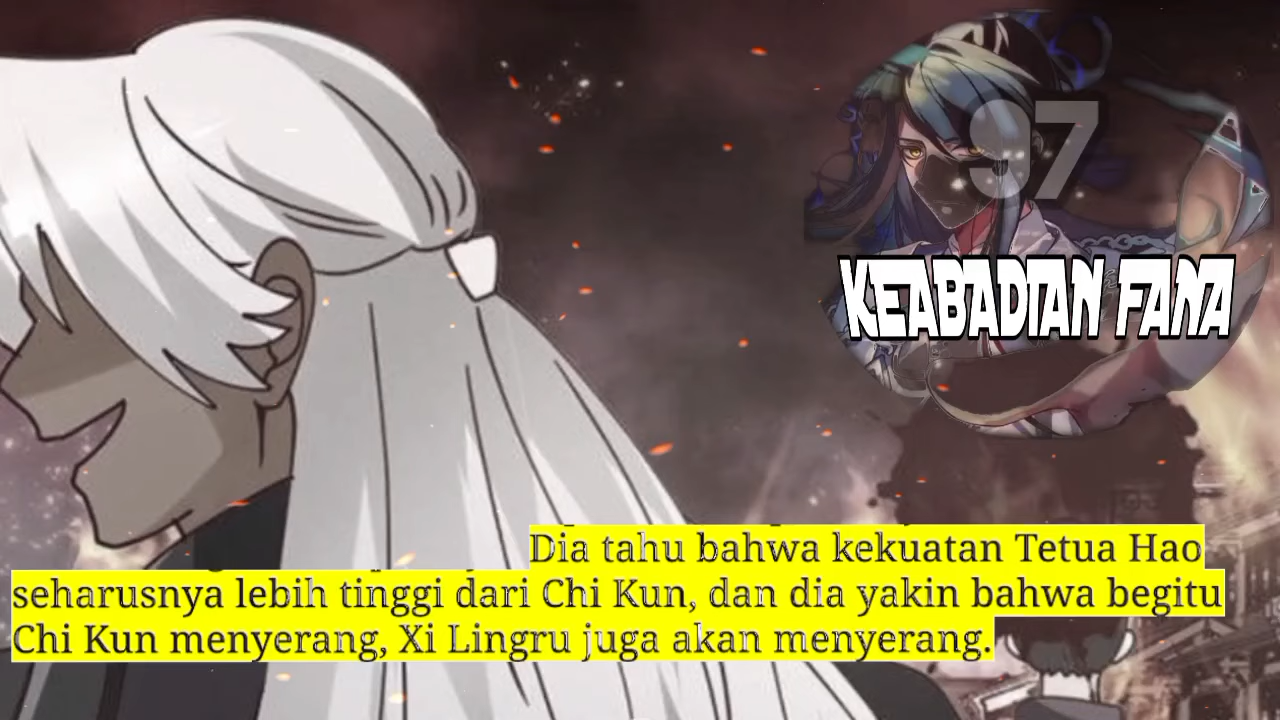 97
KEABADIAN FANA
Dia tahu bahwa kekuatan Tetua Hao
seharusnya lebih tinggi dari Chi Kun, dan dia yakin bahwa begitu
Chi Kun menyerang, Xi Lingru juga akan menyerang.